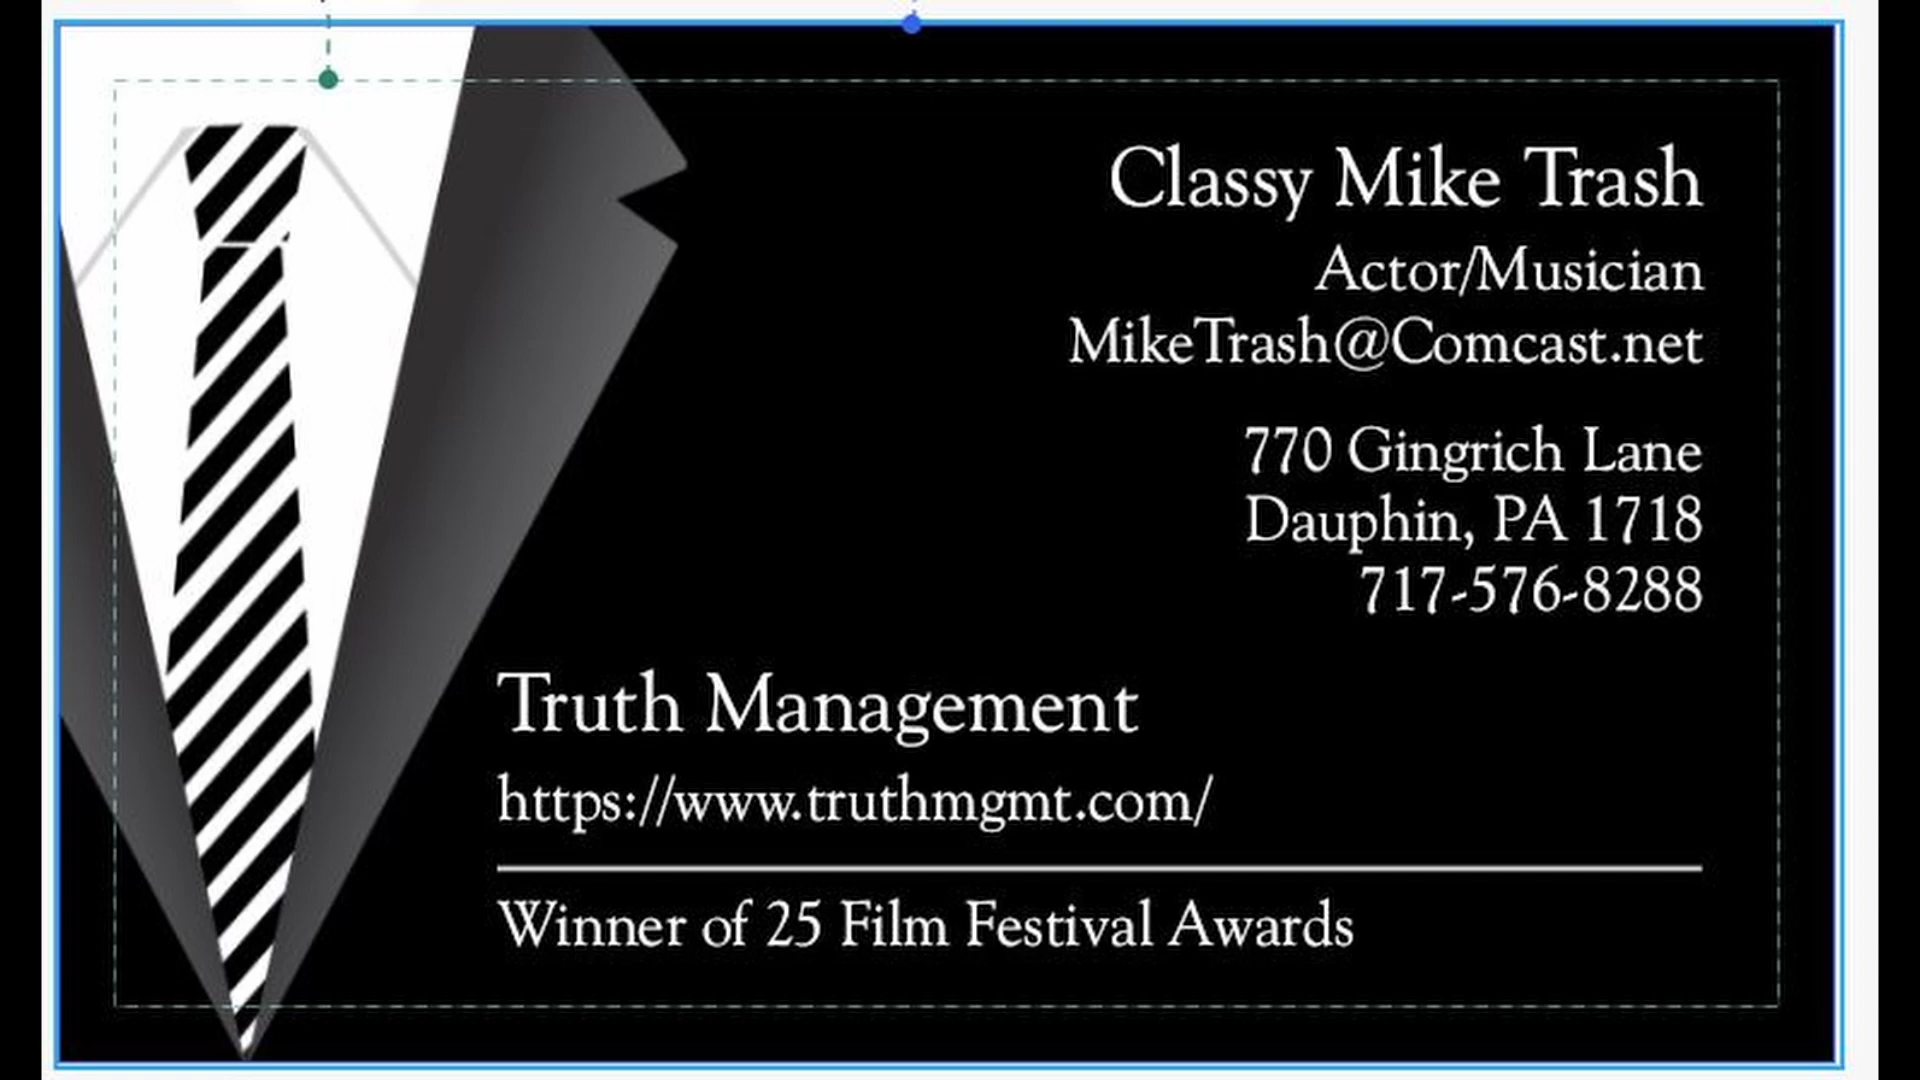 Classy Mike Trash
Actor/Musician
MikeTrash@Comcast.net
770 Gingrich Lane
Dauphin, PA 1718
717-576-8288
Truth Management
https://www.truthmgmt.com/
Winner of 25 Film Festival Awards